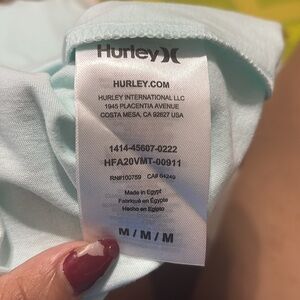 Hurley
HURLEY.COM
HURLEY INTERNATIONAL LLC
1945 PLACENTIA AVENUE
COSTA MESA, CA 92627 USA
1414-45607-0222
HFA20VMT-00911
RN#100759 CA# 64249
Made in Egypt
Fabriqué en Égypte
Hecho en Egipto
M / M / M